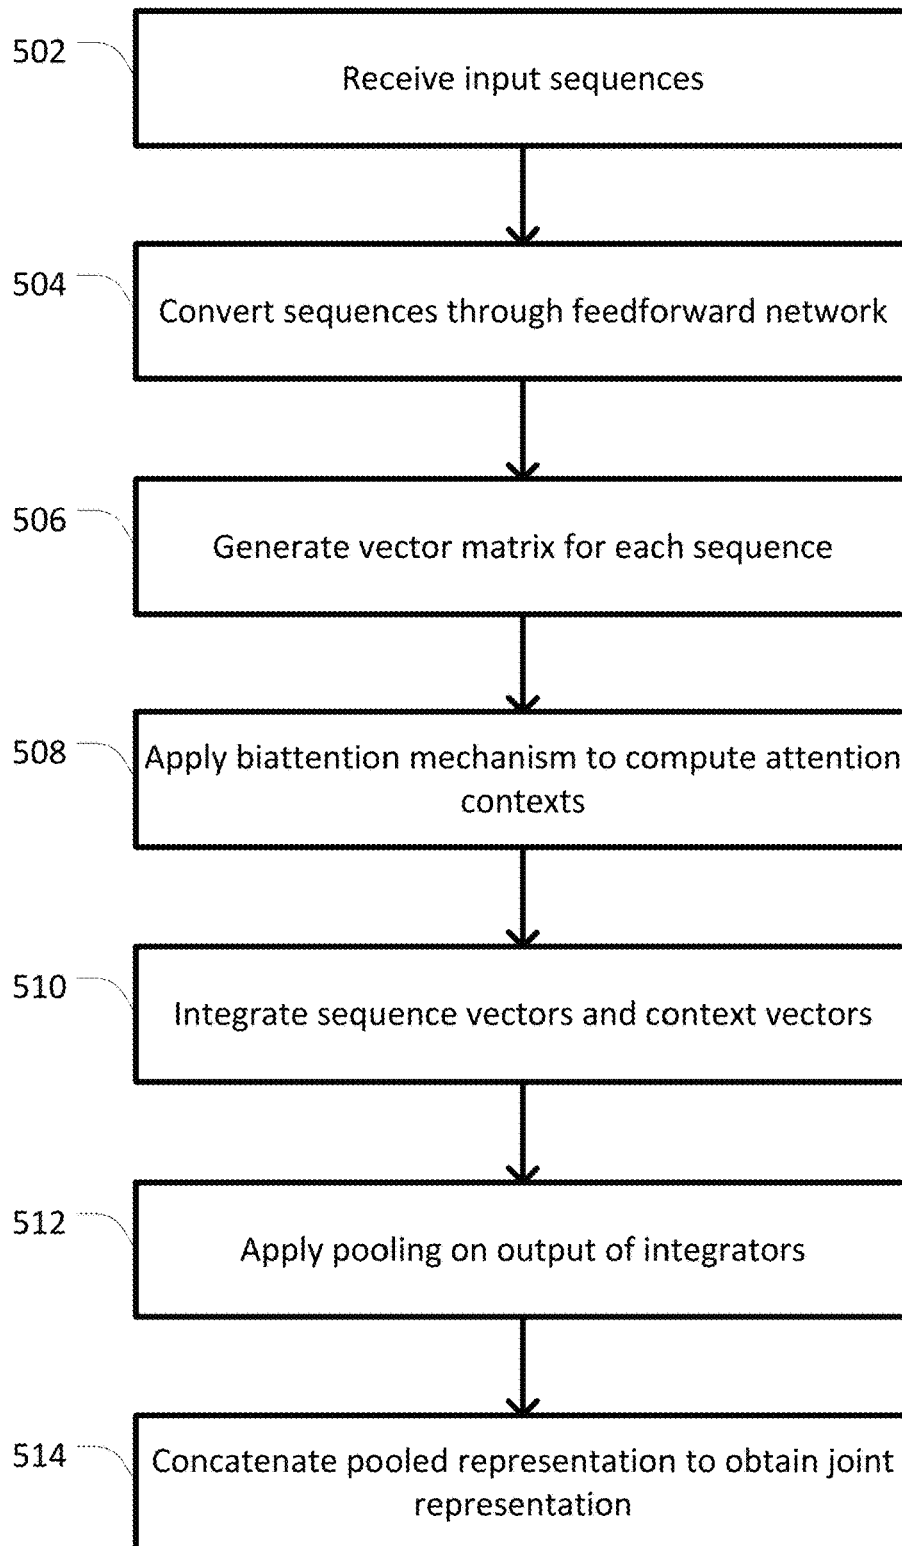 502
Receive input sequences
504
Convert sequences through feedforward network
506
Generate vector matrix for each sequence
508
Apply biattention mechanism to compute attention
contexts
510
Integrate sequence vectors and context vectors
512
Apply pooling on output of integrators
514
Concatenate pooled representation to obtain joint
representation